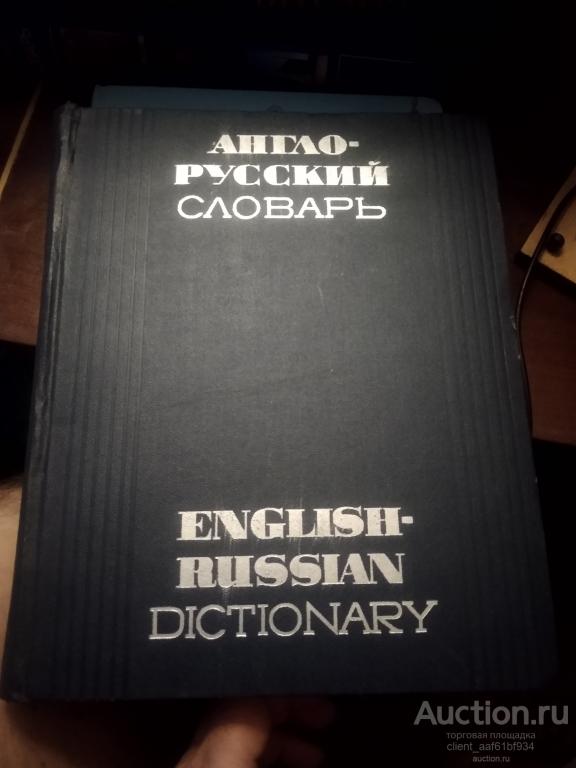 АНГЛО-
РУССКИЙ
СЛОВАРЬ
ENGLISH-
RUSSIAN
DICTIONARY
Auction.ru
торговая площадка
client_aaf61bf934
auction.ru